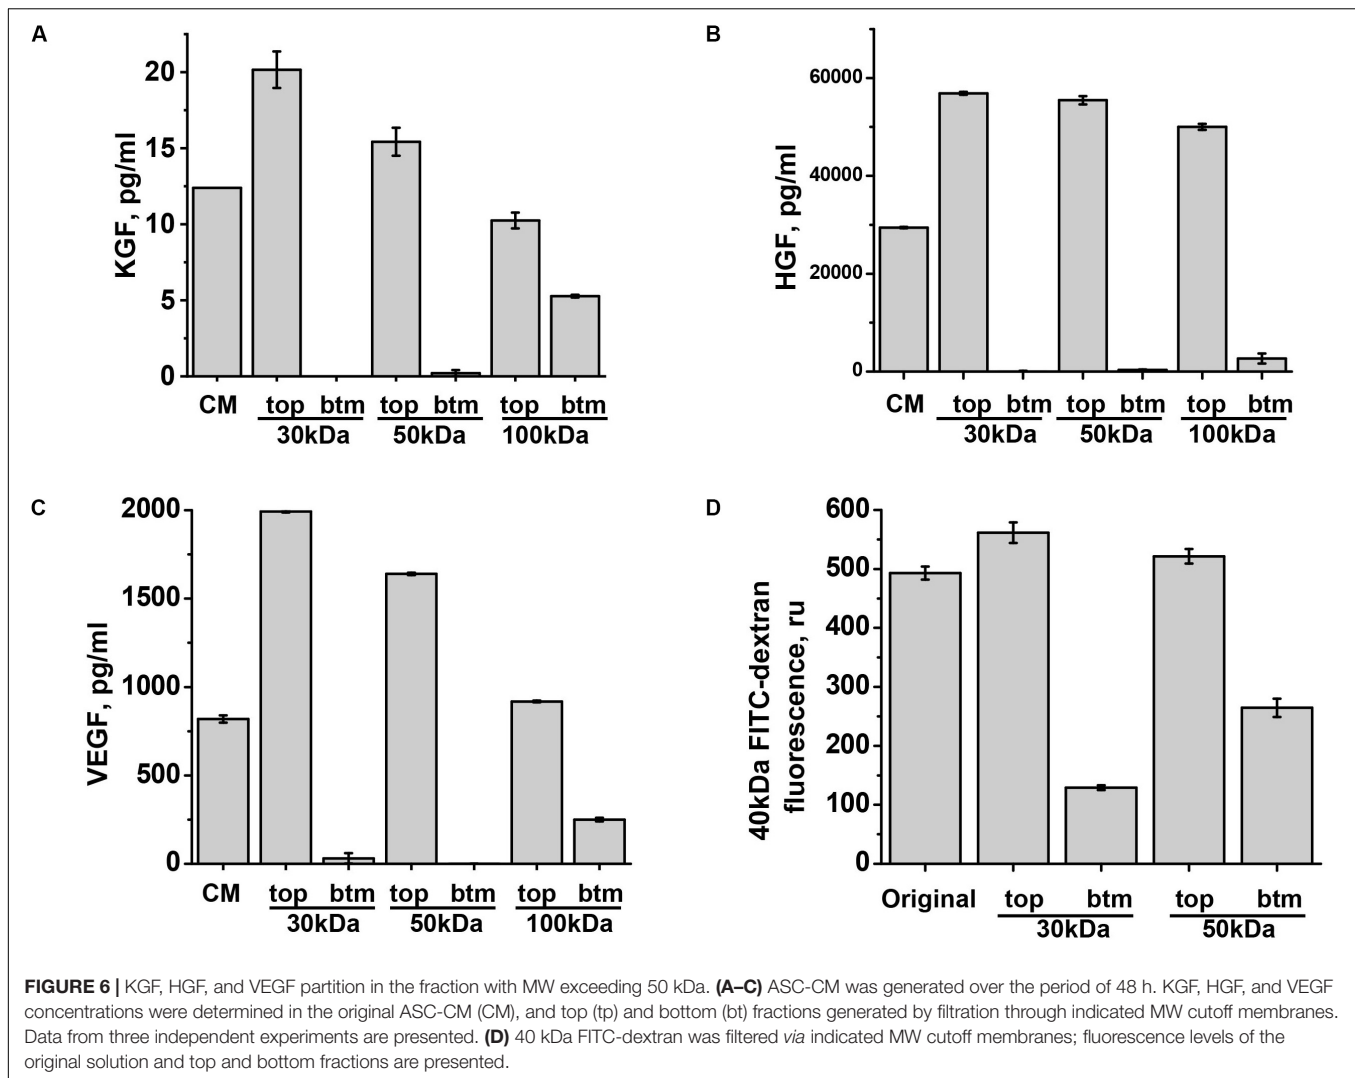 A
B
20
15
10
5
0
KGF, pg/ml
CM
top btm top btm top btm
30kDa 50kDa 100kDa
60000
40000
20000
0
HGF, pg/ml
CM
top btm top btm top btm
30kDa 50kDa 100kDa
C
D
2000
1500
1000
500
0
VEGF, pg/ml
CM
top btm top btm top btm
30kDa 50kDa 100kDa
600
500
400
300
200
100
0
40kDa FITC-dextran
fluorescence, ru
Original
top btm top btm
30kDa 50kDa
FIGURE 6 | KGF, HGF, and VEGF partition in the fraction with MW exceeding 50 kDa. (A–C) ASC-CM was generated over the period of 48 h. KGF, HGF, and VEGF
concentrations were determined in the original ASC-CM (CM), and top (tp) and bottom (bt) fractions generated by filtration through indicated MW cutoff membranes.
Data from three independent experiments are presented. (D) 40 kDa FITC-dextran was filtered via indicated MW cutoff membranes; fluorescence levels of the
original solution and top and bottom fractions are presented.